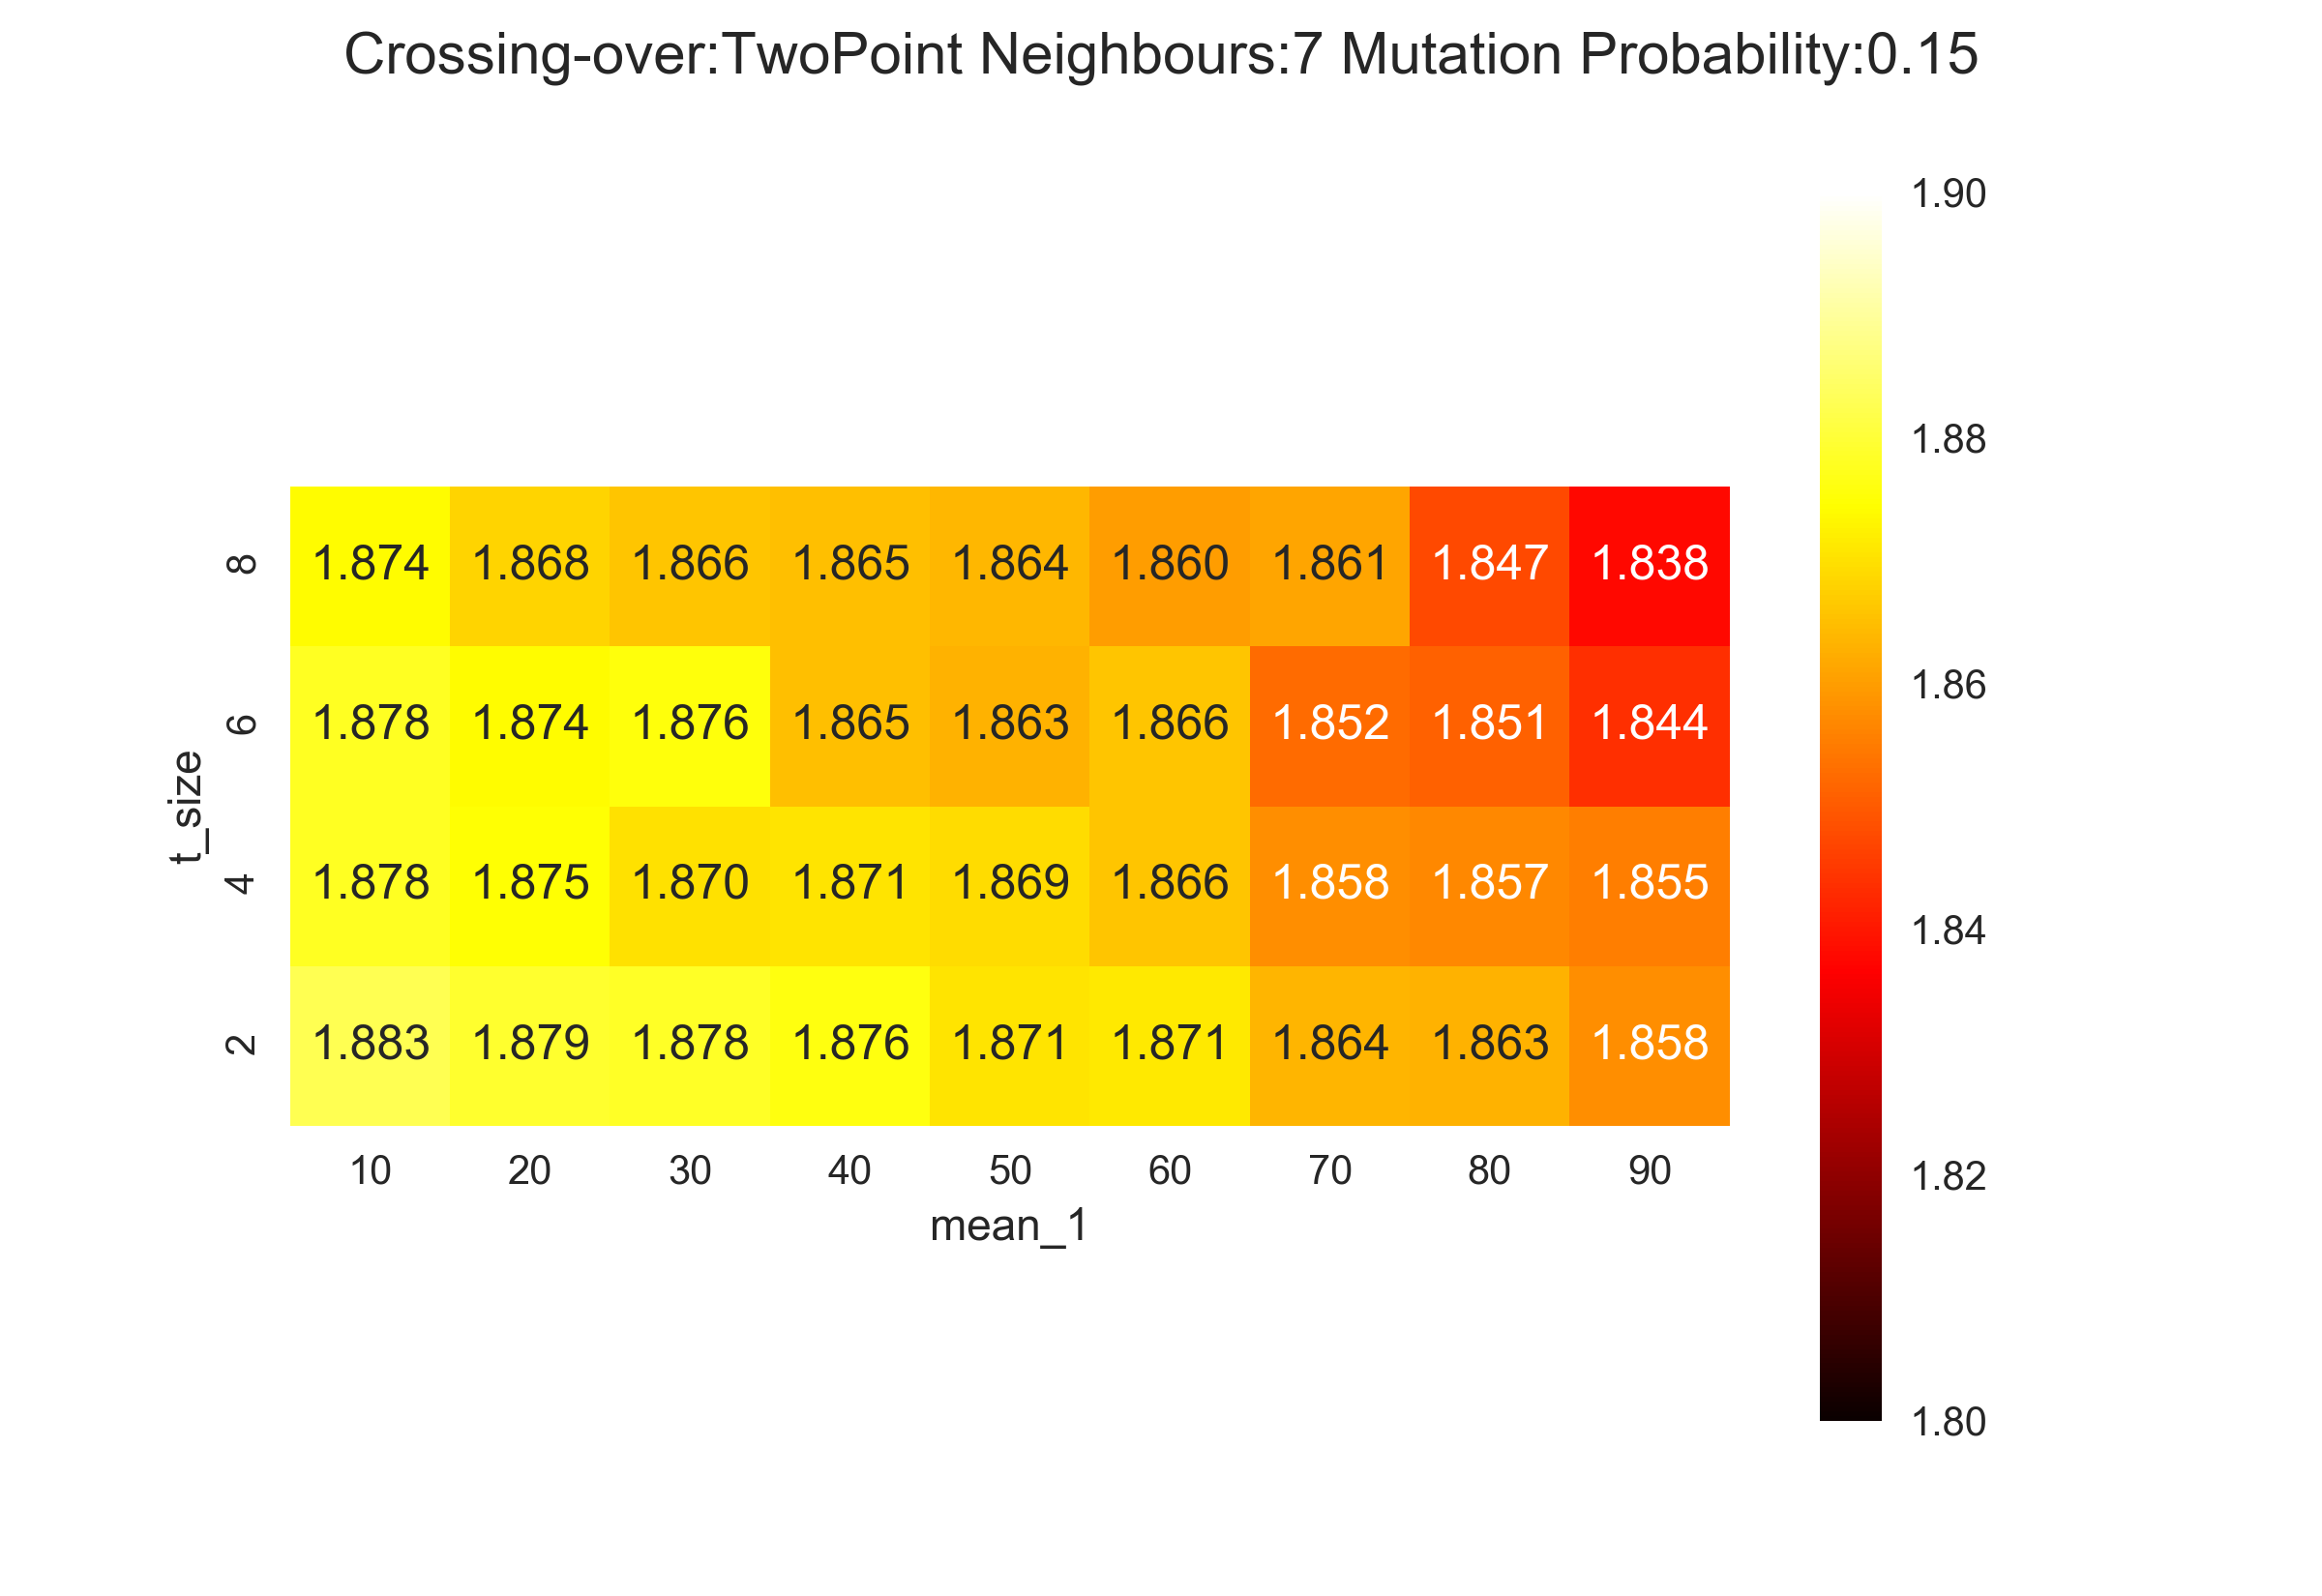 Crossing-over:TwoPoint Neighbours:7 Mutation Probability:0.15
t_size
8 1.874 1.868 1.866 1.865 1.864 1.860 1.861 1.847 1.838
6 1.878 1.874 1.876 1.865 1.863 1.866 1.852 1.851 1.844
4 1.878 1.875 1.870 1.871 1.869 1.866 1.858 1.857 1.855
2 1.883 1.879 1.878 1.876 1.871 1.871 1.864 1.863 1.858
10 20 30 40 50 60 70 80 90
mean_1
1.90
1.88
1.86
1.84
1.82
1.80